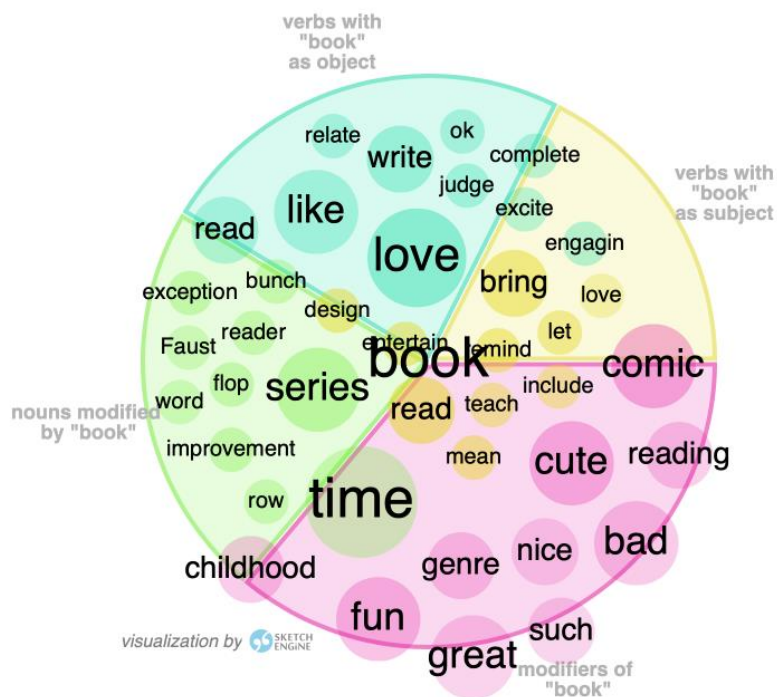 verbs with
"book"
as object
relate
ok
write
complete
judge
verbs with
"book"
as subject
like
excite
read
engagin
love
bring
love
exception
bunch
design
let
Faust
reader
entertain
remind
book
comic
flop
series
include
word
read
teach
nouns modified
by "book"
improvement
mean
cute
reading
row
time
bad
childhood
genre
nice
fun
such
visualization by SKETCH
ENGINE
great
modifiers of
"book"